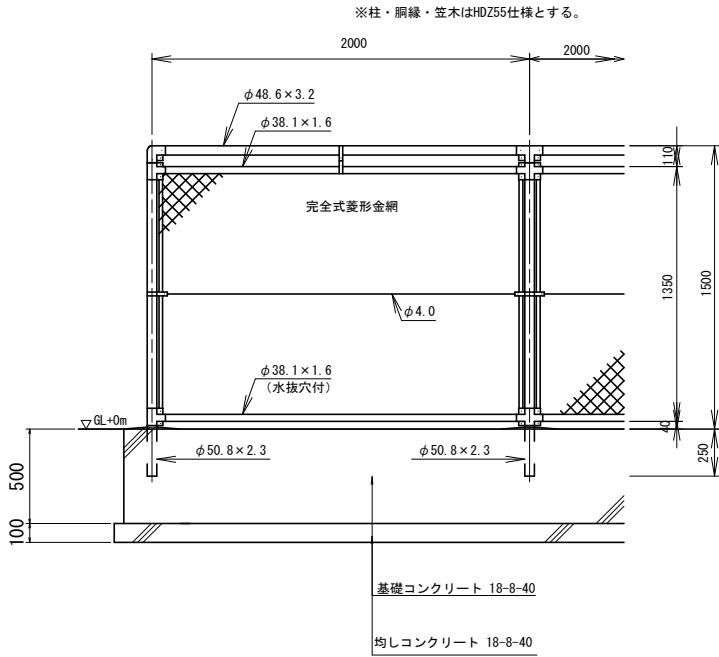 ※柱・胴縁・笠木はHDZ55仕様とする。
2000
2000
φ48.6×3.2
φ38.1×1.6
110
完全式菱形金網
1350
1500
φ4.0
φ38.1×1.6
（水抜穴付）
GL+0m
40
φ50.8×2.3
φ50.8×2.3
250
500
100
基礎コンクリート 18-8-40
均しコンクリート 18-8-40